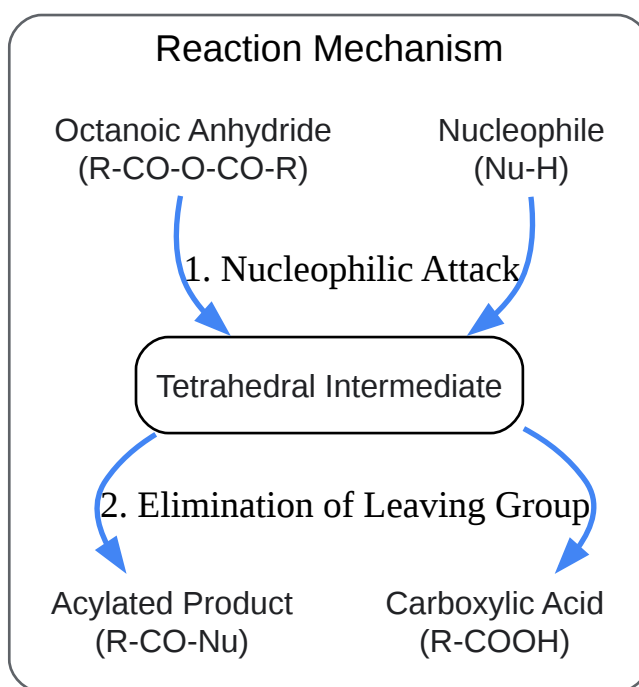 Reaction Mechanism
Octanoic Anhydride
(R-CO-O-CO-R)
Nucleophile
(Nu-H)
1. Nucleophilic Attack
Tetrahedral Intermediate
2. Elimination of Leaving Group
Acylated Product
(R-CO-Nu)
Carboxylic Acid
(R-COOH)